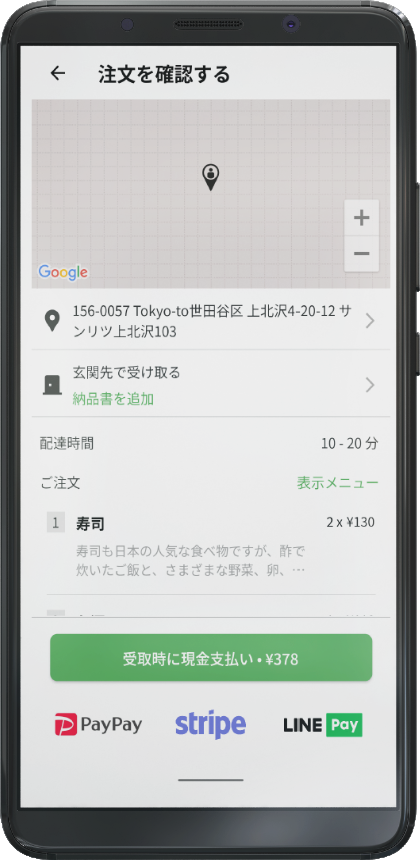 注文を確認する
+
−
Google
156-0057 Tokyo-to世田谷区 上北沢4-20-12 サ
ンリツ上北沢103
玄関先で受け取る
納品書を追加
配達時間 10 - 20 分
ご注文 表示メニュー
1 寿司 2 x ¥130
寿司も日本の人気な食べ物ですが、酢で
炊いたご飯と、さまざまな野菜、卵、…
受取時に現金支払い • ¥378
PayPay stripe LINE Pay